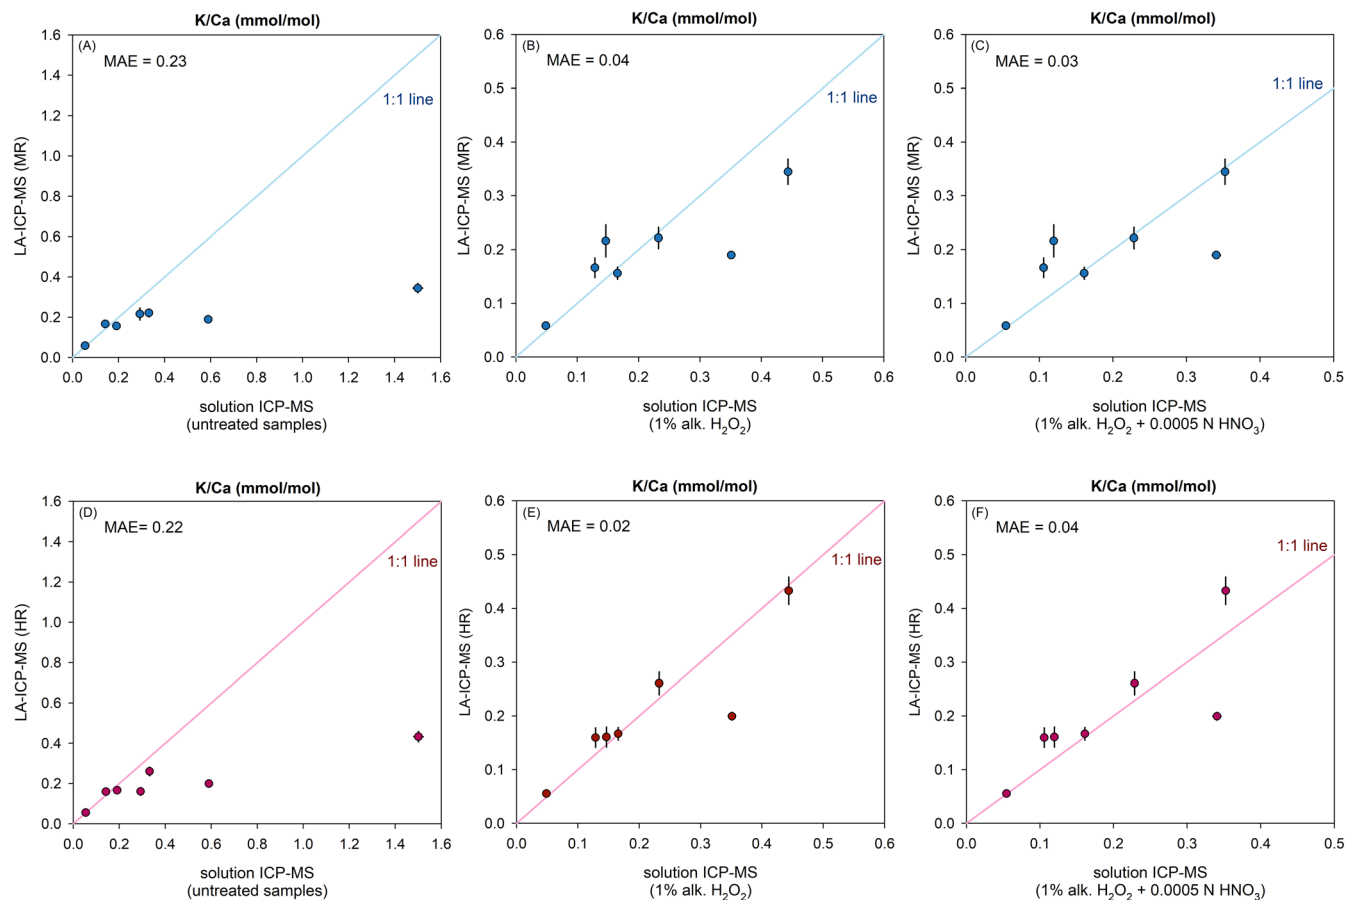 K/Ca (mmol/mol)
(A)
MAE = 0.23
1:1 line
LA-ICP-MS (MR)
1.6
1.4
1.2
1.0
0.8
0.6
0.4
0.2
0.0
0.0 0.2 0.4 0.6 0.8 1.0 1.2 1.4 1.6
solution ICP-MS
(untreated samples)
K/Ca (mmol/mol)
(B)
MAE = 0.04
1:1 line
LA-ICP-MS (MR)
0.6
0.5
0.4
0.3
0.2
0.1
0.0
0.0 0.1 0.2 0.3 0.4 0.5 0.6
solution ICP-MS
(1% alk. H₂O₂)
K/Ca (mmol/mol)
(C)
MAE = 0.03
1:1 line
LA-ICP-MS (MR)
0.6
0.5
0.4
0.3
0.2
0.1
0.0
0.0 0.1 0.2 0.3 0.4 0.5
solution ICP-MS
(1% alk. H₂O₂ + 0.0005 N HNO₃)
K/Ca (mmol/mol)
(D)
MAE= 0.22
1:1 line
LA-ICP-MS (HR)
1.6
1.4
1.2
1.0
0.8
0.6
0.4
0.2
0.0
0.0 0.2 0.4 0.6 0.8 1.0 1.2 1.4 1.6
solution ICP-MS
(untreated samples)
K/Ca (mmol/mol)
(E)
MAE = 0.02
1:1 line
LA-ICP-MS (HR)
0.6
0.5
0.4
0.3
0.2
0.1
0.0
0.0 0.1 0.2 0.3 0.4 0.5 0.6
solution ICP-MS
(1% alk. H₂O₂)
K/Ca (mmol/mol)
(F)
MAE = 0.04
1:1 line
LA-ICP-MS (HR)
0.6
0.5
0.4
0.3
0.2
0.1
0.0
0.0 0.1 0.2 0.3 0.4 0.5
solution ICP-MS
(1% alk. H₂O₂ + 0.0005 N HNO₃)